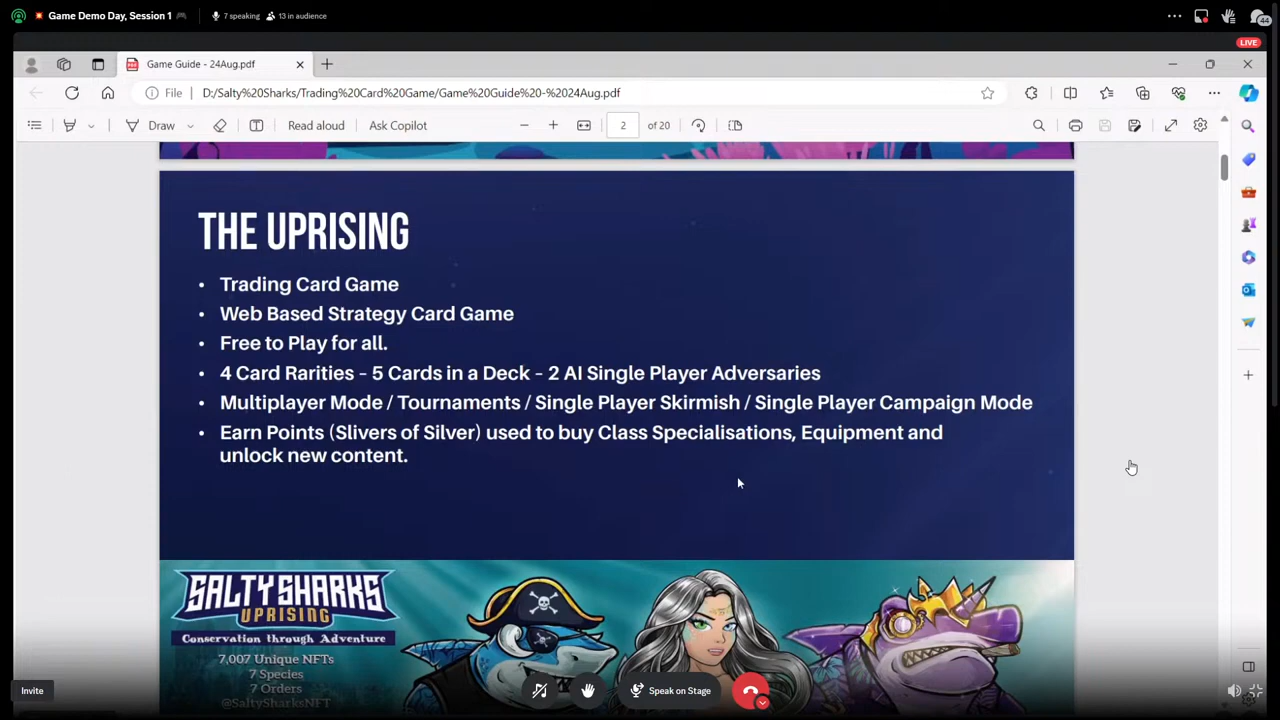 Game Demo Day, Session 1
7 speaking
13 in audience
44
LIVE
Game Guide - 24Aug.pdf
File
D:/Salty%20Sharks/Trading%20Card%20Game/Game%20Guide%20-%2024Aug.pdf
Draw
Read aloud
Ask Copilot
2
of 20
THE UPRISING
• Trading Card Game
• Web Based Strategy Card Game
• Free to Play for all.
• 4 Card Rarities – 5 Cards in a Deck – 2 AI Single Player Adversaries
• Multiplayer Mode / Tournaments / Single Player Skirmish / Single Player Campaign Mode
• Earn Points (Slivers of Silver) used to buy Class Specialisations, Equipment and
unlock new content.
SALTY SHARKS
UPRISING
Conservation through Adventure
7,007 Unique NFTs
7 Species
7 Orders
@SaltySharksNFT
Invite
Speak on Stage